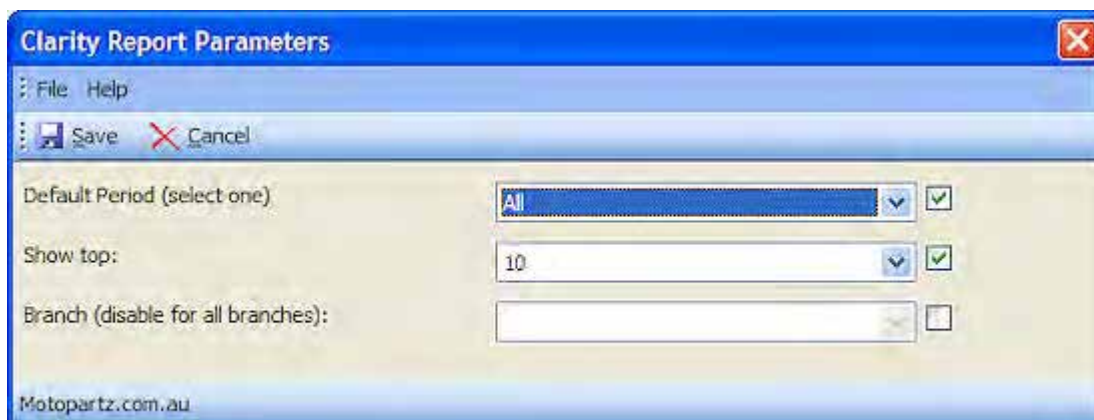 Clarity Report Parameters
File Help
Save Cancel
Default Period (select one) All
Show top: 10
Branch (disable for all branches):
Motopartz.com.au